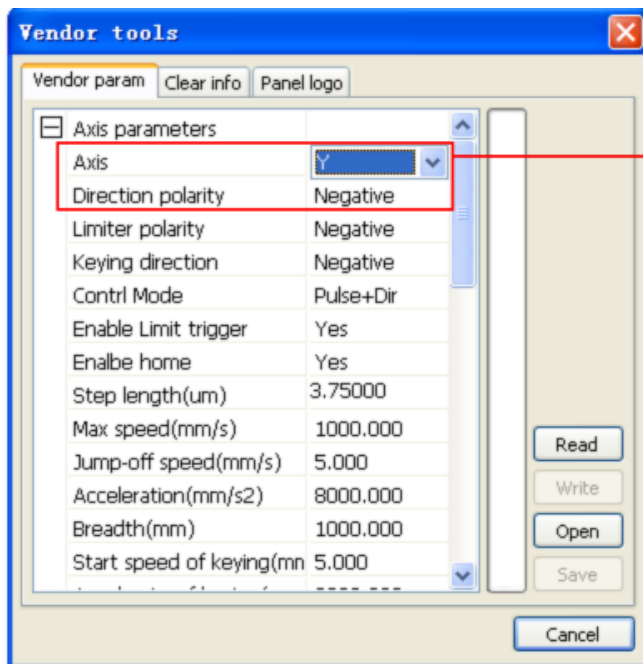 Vendor tools
Vendor param Clear info Panel logo
Axis parameters
Axis Y
Direction polarity Negative
Limiter polarity Negative
Keying direction Negative
Contrl Mode Pulse+Dir
Enable Limit trigger Yes
Enalbe home Yes
Step length(um) 3.75000
Max speed(mm/s) 1000.000
Jump-off speed(mm/s) 5.000
Acceleration(mm/s2) 8000.000
Breadth(mm) 1000.000
Start speed of keying(mn 5.000
Read
Write
Open
Save
Cancel